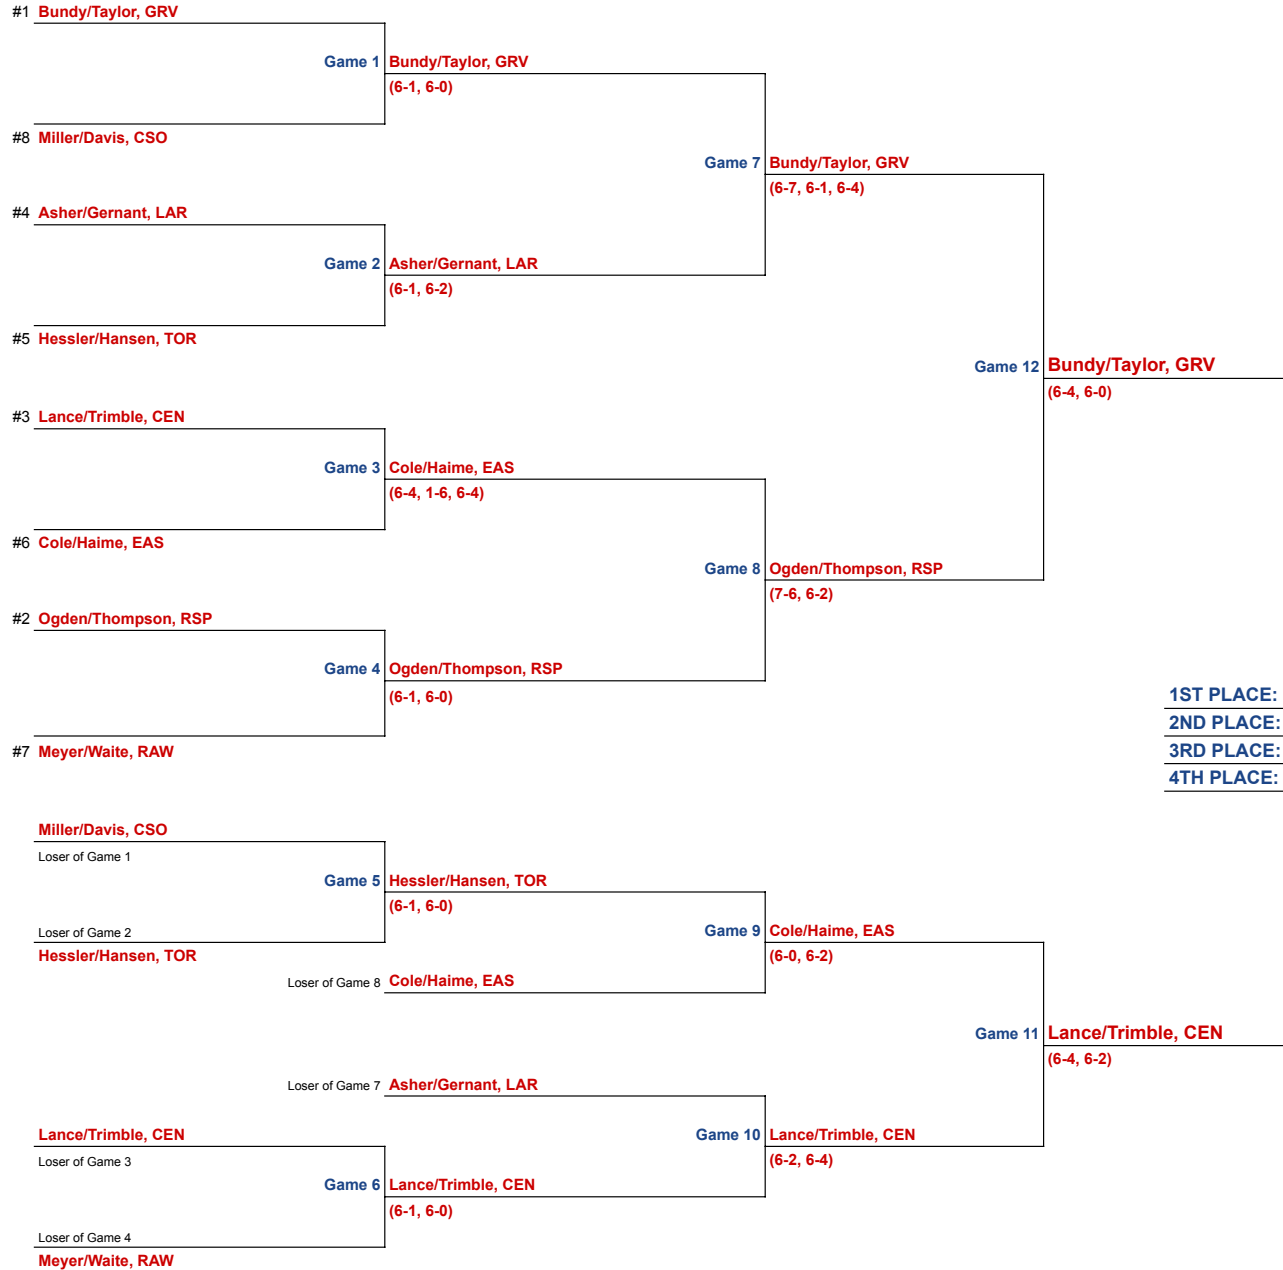 #1 Bundy/Taylor, GRV
Game 1 Bundy/Taylor, GRV
(6-1, 6-0)
#8 Miller/Davis, CSO
Game 7 Bundy/Taylor, GRV
(6-7, 6-1, 6-4)
#4 Asher/Gernant, LAR
Game 2 Asher/Gernant, LAR
(6-1, 6-2)
#5 Hessler/Hansen, TOR
Game 12 Bundy/Taylor, GRV
(6-4, 6-0)
#3 Lance/Trimble, CEN
Game 3 Cole/Haime, EAS
(6-4, 1-6, 6-4)
#6 Cole/Haime, EAS
Game 8 Ogden/Thompson, RSP
(7-6, 6-2)
#2 Ogden/Thompson, RSP
Game 4 Ogden/Thompson, RSP
(6-1, 6-0)
#7 Meyer/Waite, RAW
1ST PLACE:
2ND PLACE:
3RD PLACE:
4TH PLACE:
Miller/Davis, CSO
Loser of Game 1
Game 5 Hessler/Hansen, TOR
(6-1, 6-0)
Loser of Game 2
Hessler/Hansen, TOR
Game 9 Cole/Haime, EAS
(6-0, 6-2)
Loser of Game 8 Cole/Haime, EAS
Game 11 Lance/Trimble, CEN
(6-4, 6-2)
Loser of Game 7 Asher/Gernant, LAR
Game 10 Lance/Trimble, CEN
(6-2, 6-4)
Lance/Trimble, CEN
Loser of Game 3
Game 6 Lance/Trimble, CEN
(6-1, 6-0)
Loser of Game 4
Meyer/Waite, RAW